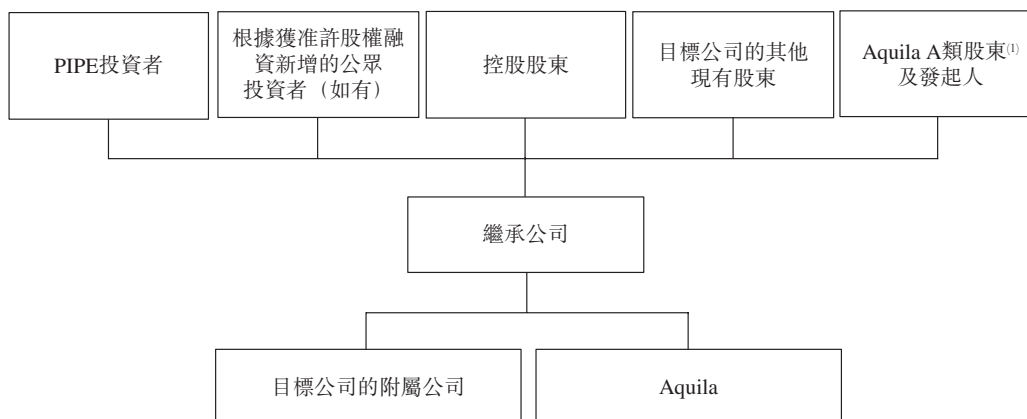 PIPE投資者
根據獲准許股權融
資新增的公眾
投資者（如有）
控股股東
目標公司的其他
現有股東
Aquila A類股東(1)
及發起人
繼承公司
目標公司的附屬公司
Aquila